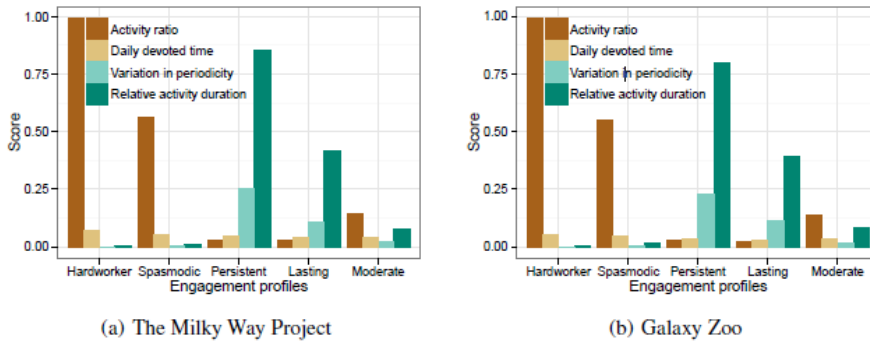 1.00
0.75
0.50
0.25
0.00
Score
Activity ratio
Daily devoted time
Variation in periodicity
Relative activity duration
Hardworker Spasmodic Persistent Lasting Moderate
Engagement profiles
(a) The Milky Way Project
1.00
0.75
0.50
0.25
0.00
Score
Activity ratio
Daily devoted time
Variation in periodicity
Relative activity duration
Hardworker Spasmodic Persistent Lasting Moderate
Engagement profiles
(b) Galaxy Zoo